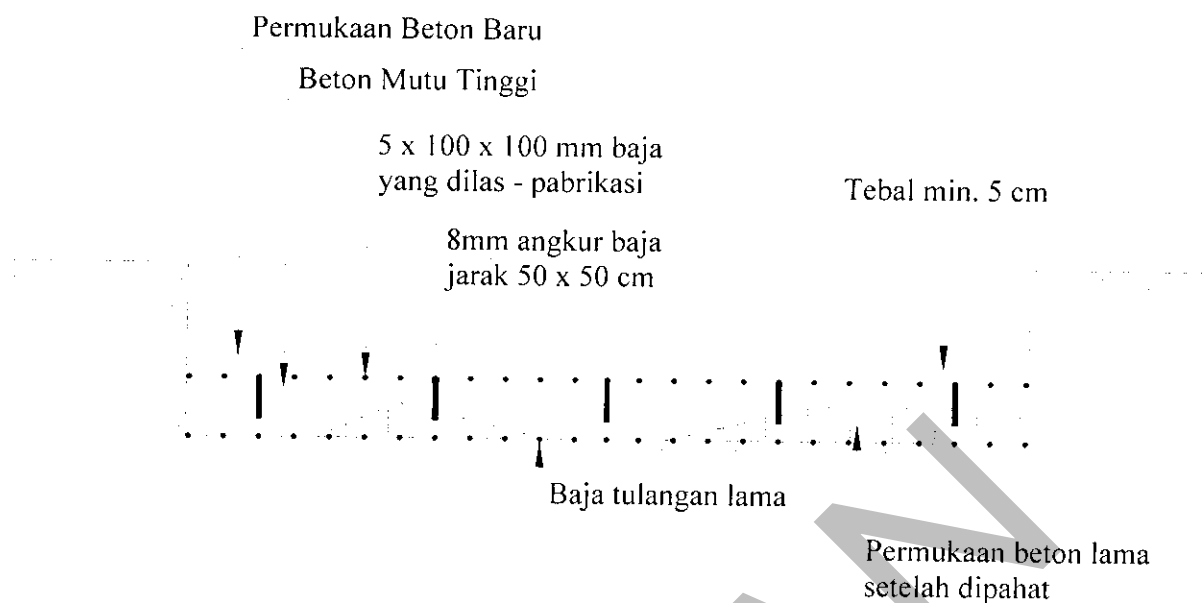 Permukaan Beton Baru
Beton Mutu Tinggi
5 x 100 x 100 mm baja
yang dilas - pabrikasi
Tebal min. 5 cm
8mm angkur baja
jarak 50 x 50 cm
Baja tulangan lama
Permukaan beton lama
setelah dipahat